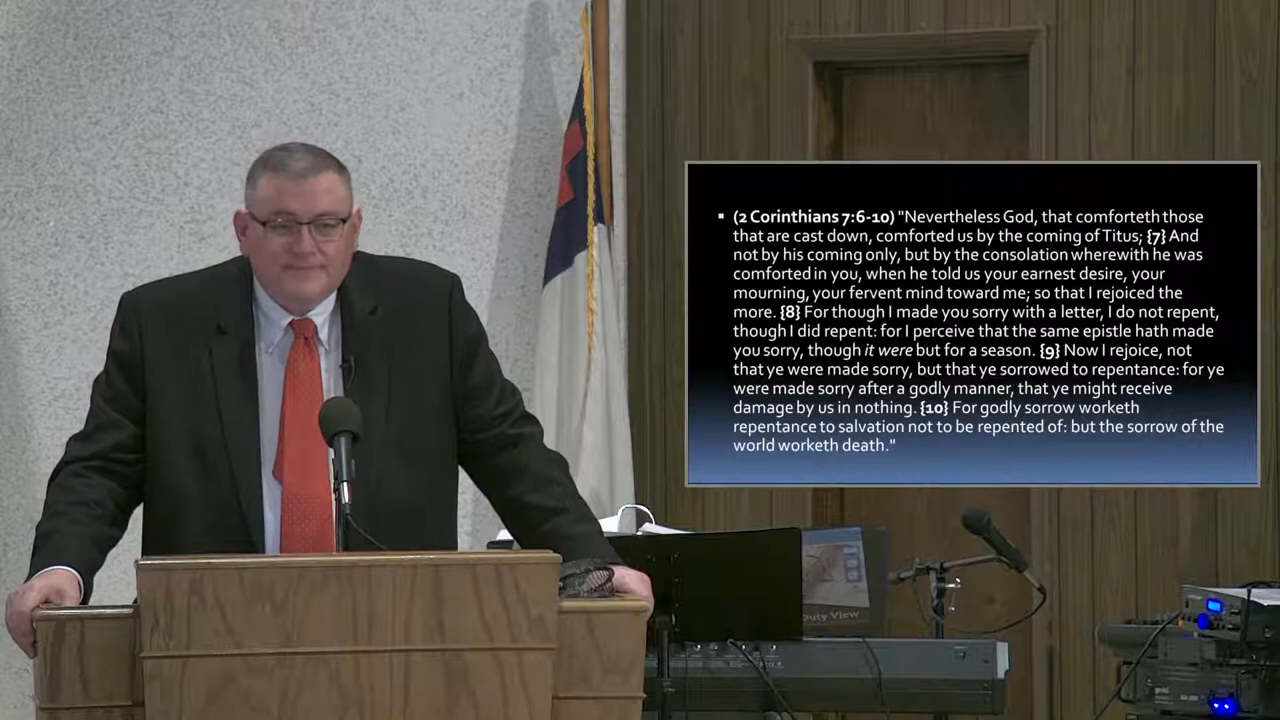 ▪ (2 Corinthians 7:6-10) "Nevertheless God, that comforteth those
that are cast down, comforted us by the coming of Titus; {7} And
not by his coming only, but by the consolation wherewith he was
comforted in you, when he told us your earnest desire, your
mourning, your fervent mind toward me; so that I rejoiced the
more. {8} For though I made you sorry with a letter, I do not repent,
though I did repent: for I perceive that the same epistle hath made
you sorry, though it were but for a season. {9} Now I rejoice, not
that ye were made sorry, but that ye sorrowed to repentance: for ye
were made sorry after a godly manner, that ye might receive
damage by us in nothing. {10} For godly sorrow worketh
repentance to salvation not to be repented of: but the sorrow of the
world worketh death."
View